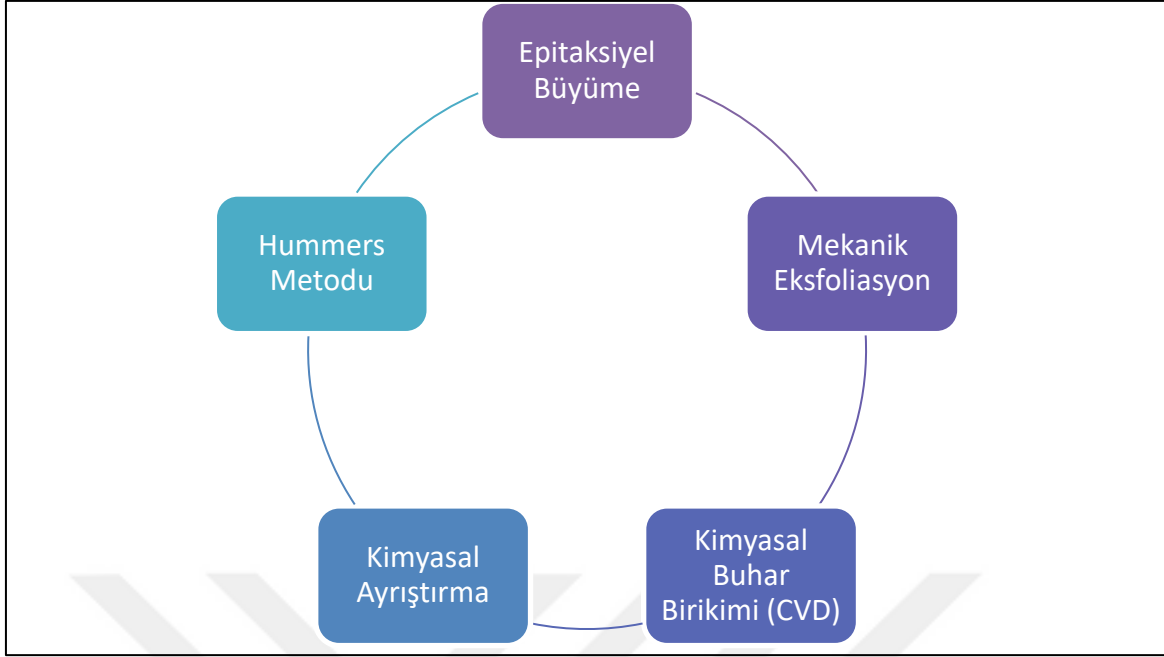 Epitaksiyel
Büyüme
Mekanik
Eksfoliasyon
Kimyasal
Buhar
Birikimi (CVD)
Kimyasal
Ayrıştırma
Hummers
Metodu